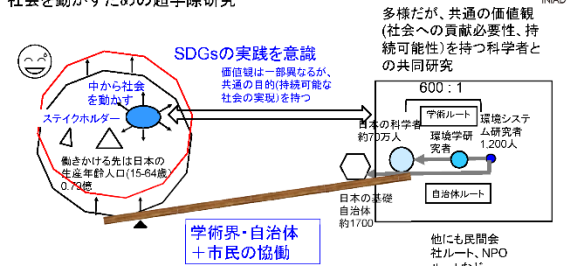 社会を動かすための超学際研究
INIAD
多様だが、共通の価値観
(社会への貢献必要性、持
続可能性)を持つ科学者と
の共同研究
SDGsの実践を意識
価値観は一部異なるが、
共通の目的(持続可能な
社会の実現)を持つ
中から社会
を動かす
ステイクホルダー
働きかける先は日本の
生産年齢人口(15-64歳)
0.79億
600 : 1
学術ルート
日本の科学者
約70万人
環境学研
究者
環境システ
ム研究者
1,200人
自治体ルート
日本の基礎
自治体
約1700
学術界・自治体
+市民の協働
他にも民間会
社ルート、NPO